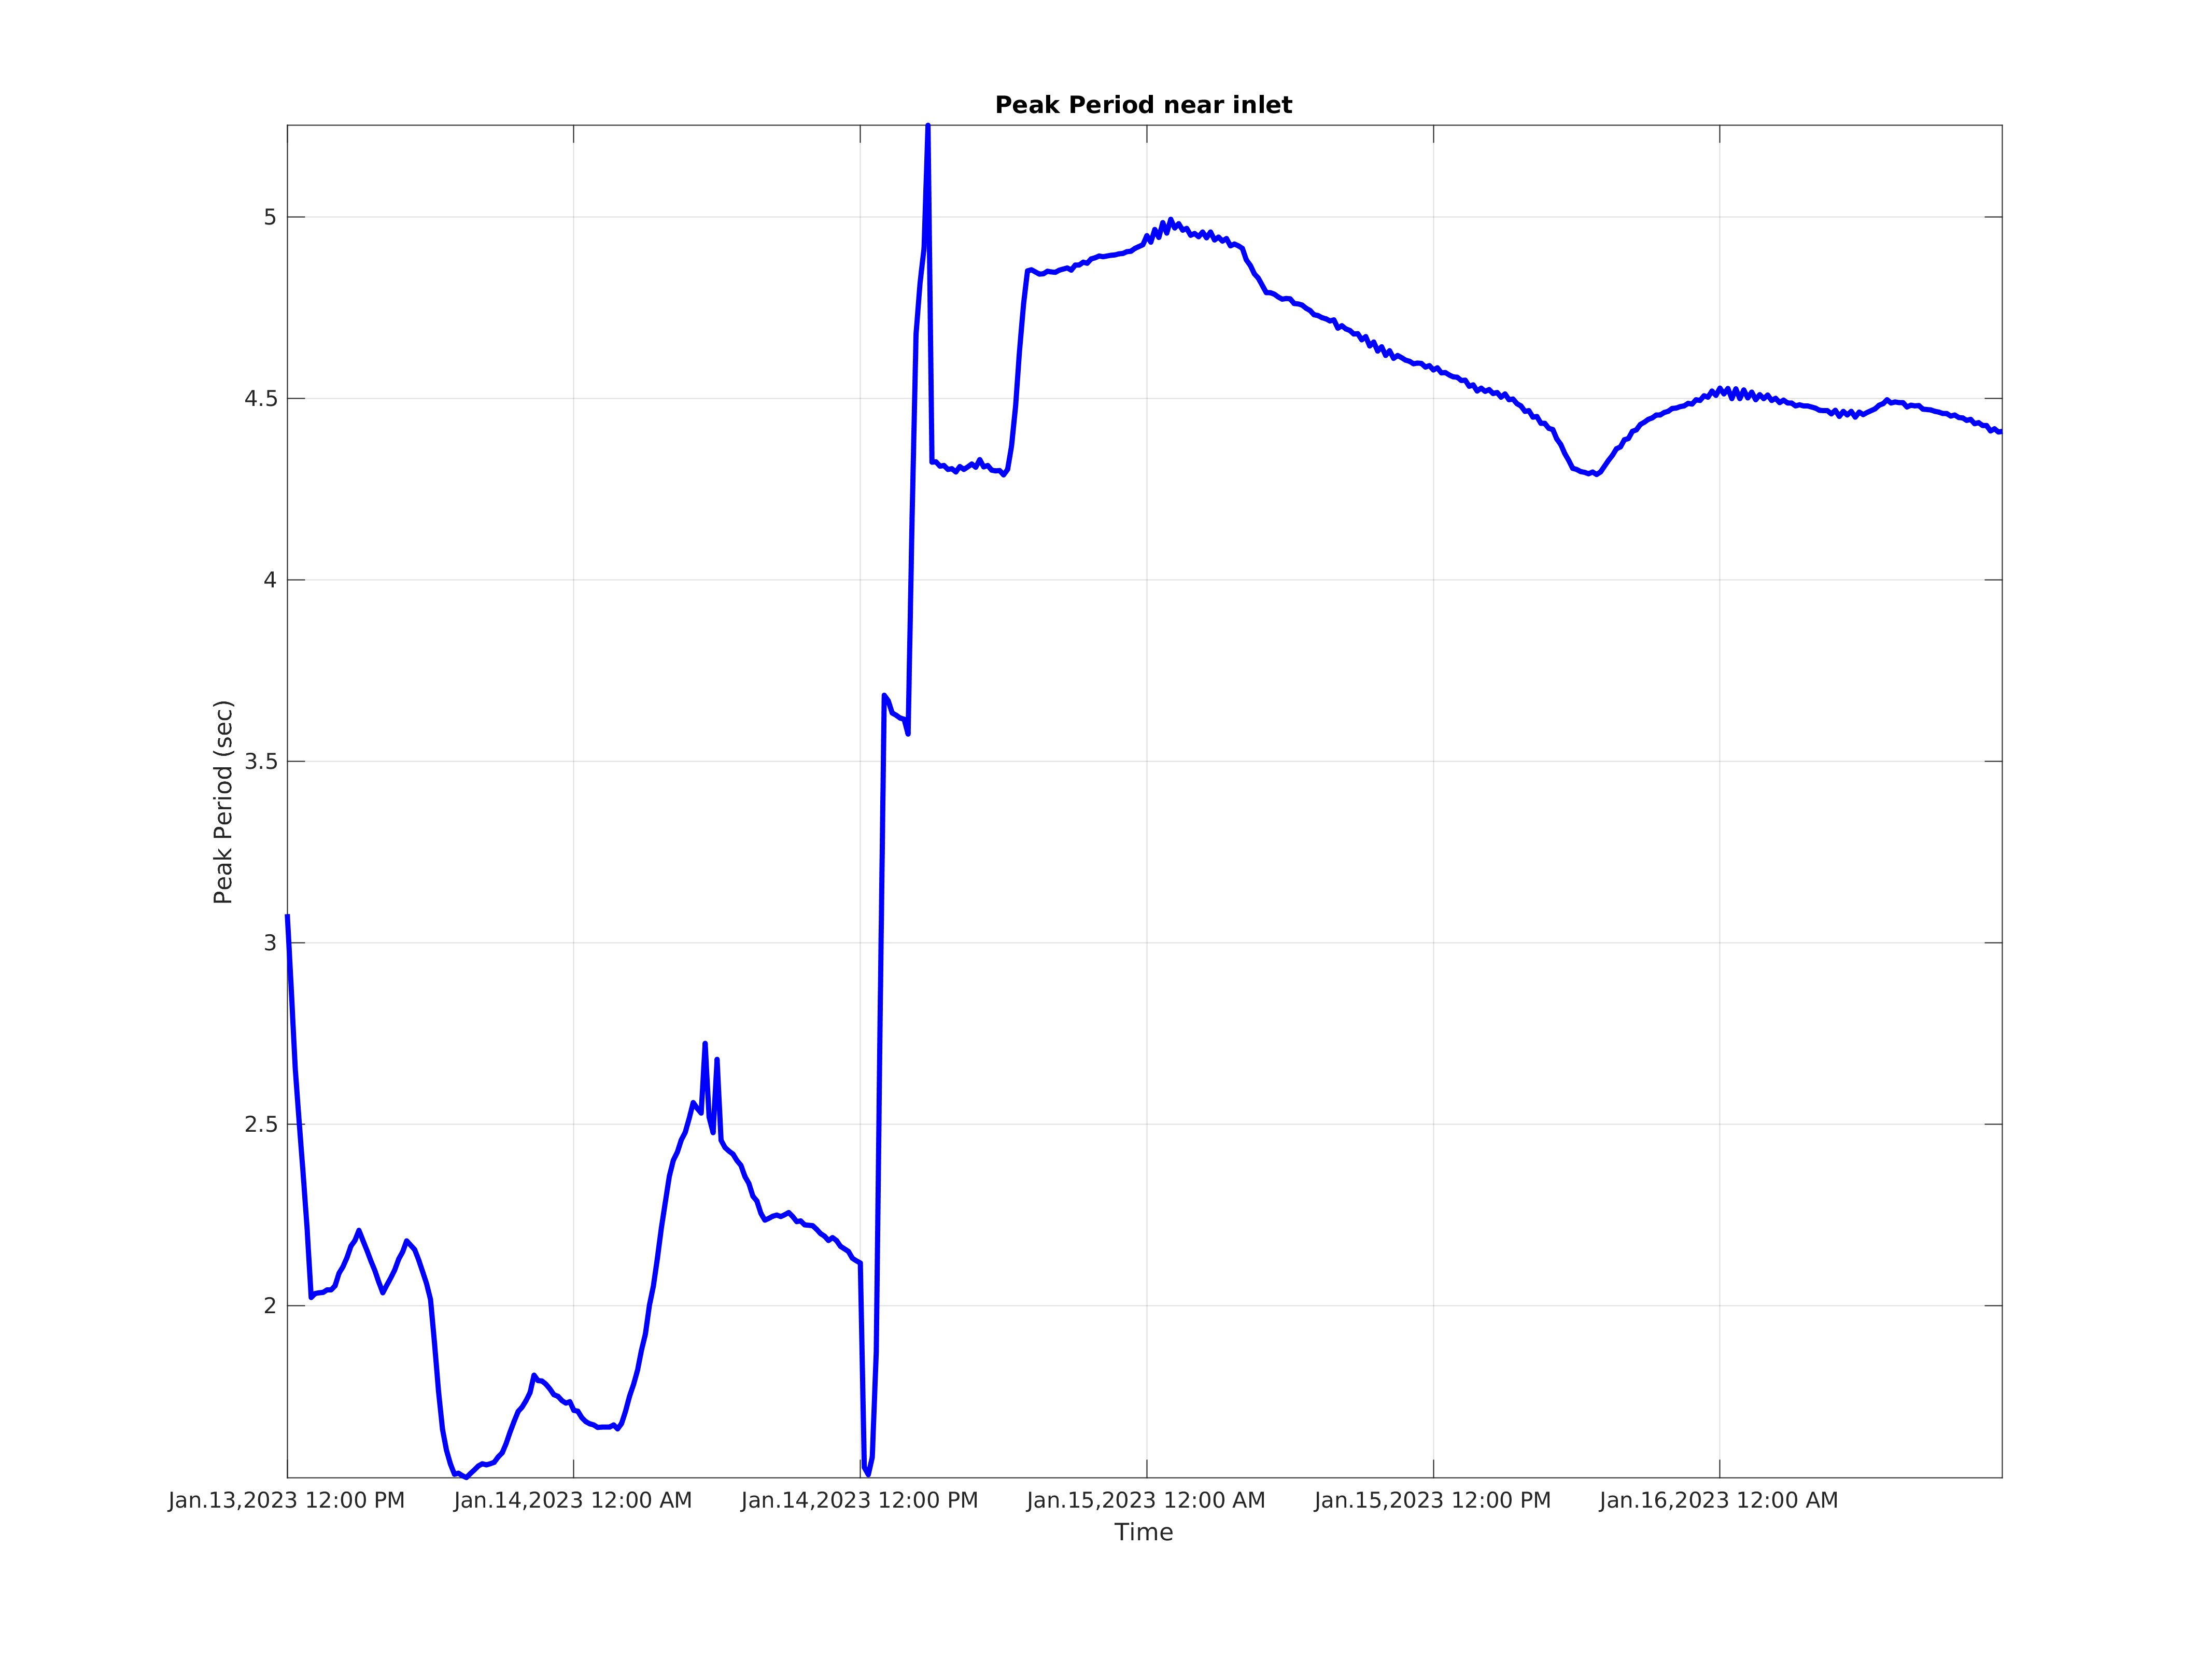 Peak Period near inlet
Peak Period (sec)
5
4.5
4
3.5
3
2.5
2
Jan.13,2023 12:00 PM
Jan.14,2023 12:00 AM
Jan.14,2023 12:00 PM
Jan.15,2023 12:00 AM
Jan.15,2023 12:00 PM
Jan.16,2023 12:00 AM
Time